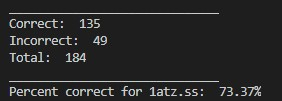 Correct:  135
Incorrect:  49
Total:  184
Percent correct for 1atz.ss:  73.37%